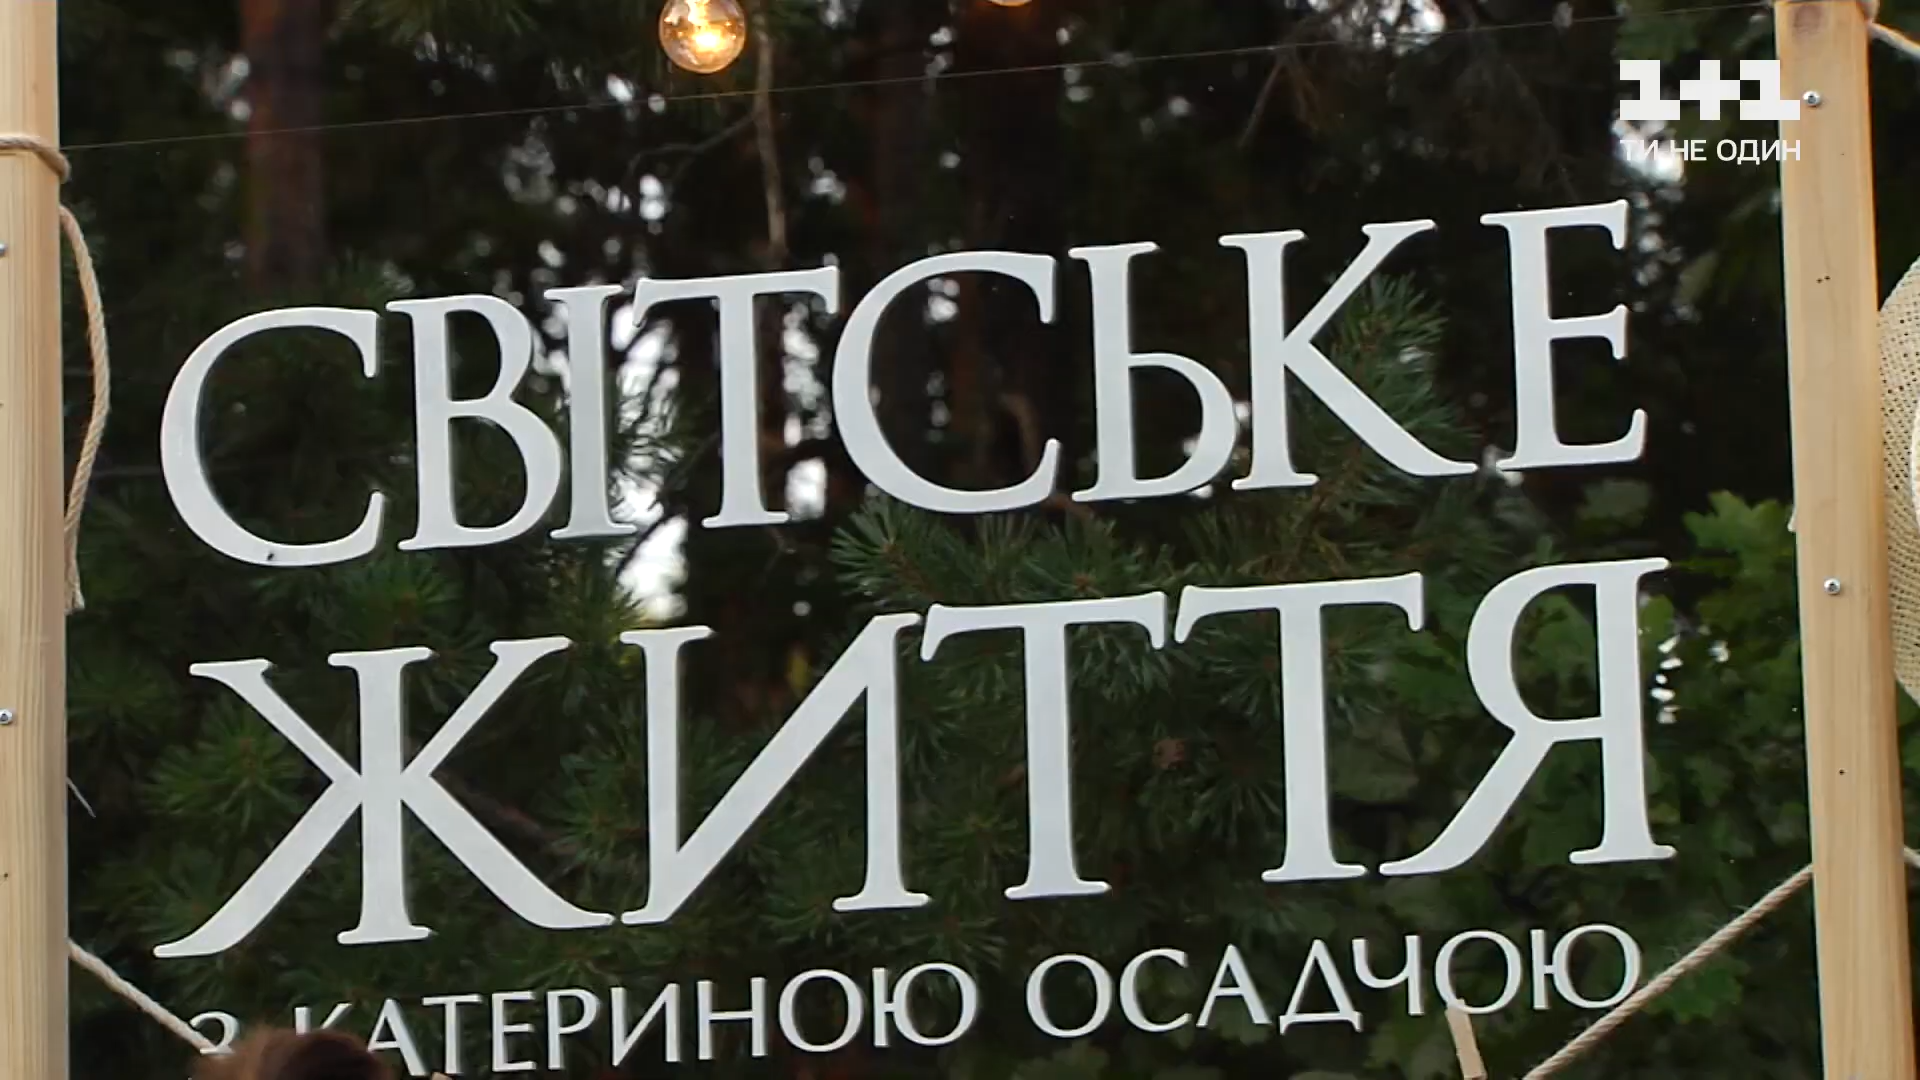 1+1
ТИ НЕ ОДИН
СВІТСЬКЕ
ЖИТТЯ
З КАТЕРИНОЮ ОСАДЧОЮ